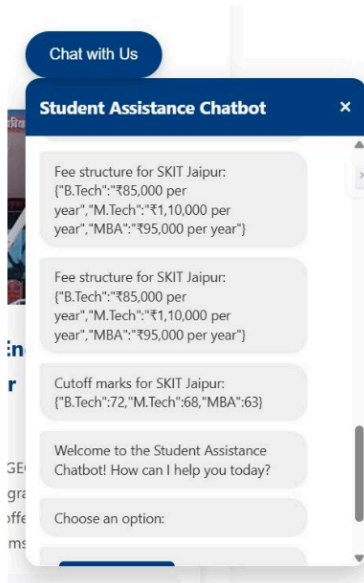 Chat with Us
Student Assistance Chatbot ×
Fee structure for SKIT Jaipur:
{"B.Tech":"₹85,000 per
year","M.Tech":"₹1,10,000 per
year","MBA":"₹95,000 per year"}
Fee structure for SKIT Jaipur:
{"B.Tech":"₹85,000 per
year","M.Tech":"₹1,10,000 per
year","MBA":"₹95,000 per year"}
Cutoff marks for SKIT Jaipur:
{"B.Tech":72,"M.Tech":68,"MBA":63}
Welcome to the Student Assistance
Chatbot! How can I help you today?
Choose an option: